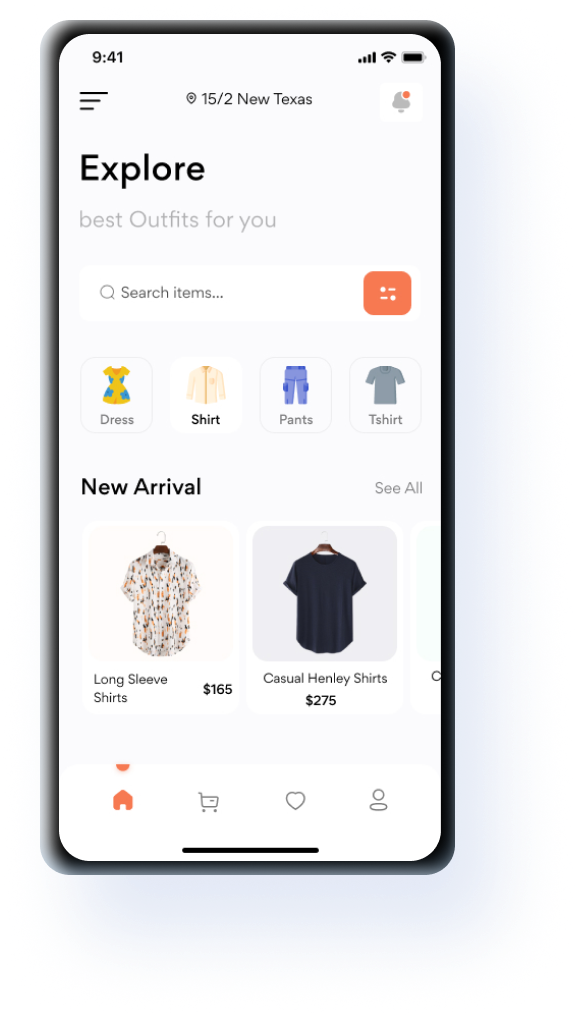 9:41
15/2 New Texas
Explore
best Outfits for you
Search items...
Dress Shirt Pants Tshirt
New Arrival See All
Long Sleeve
Shirts
$165
Casual Henley Shirts
$275
C